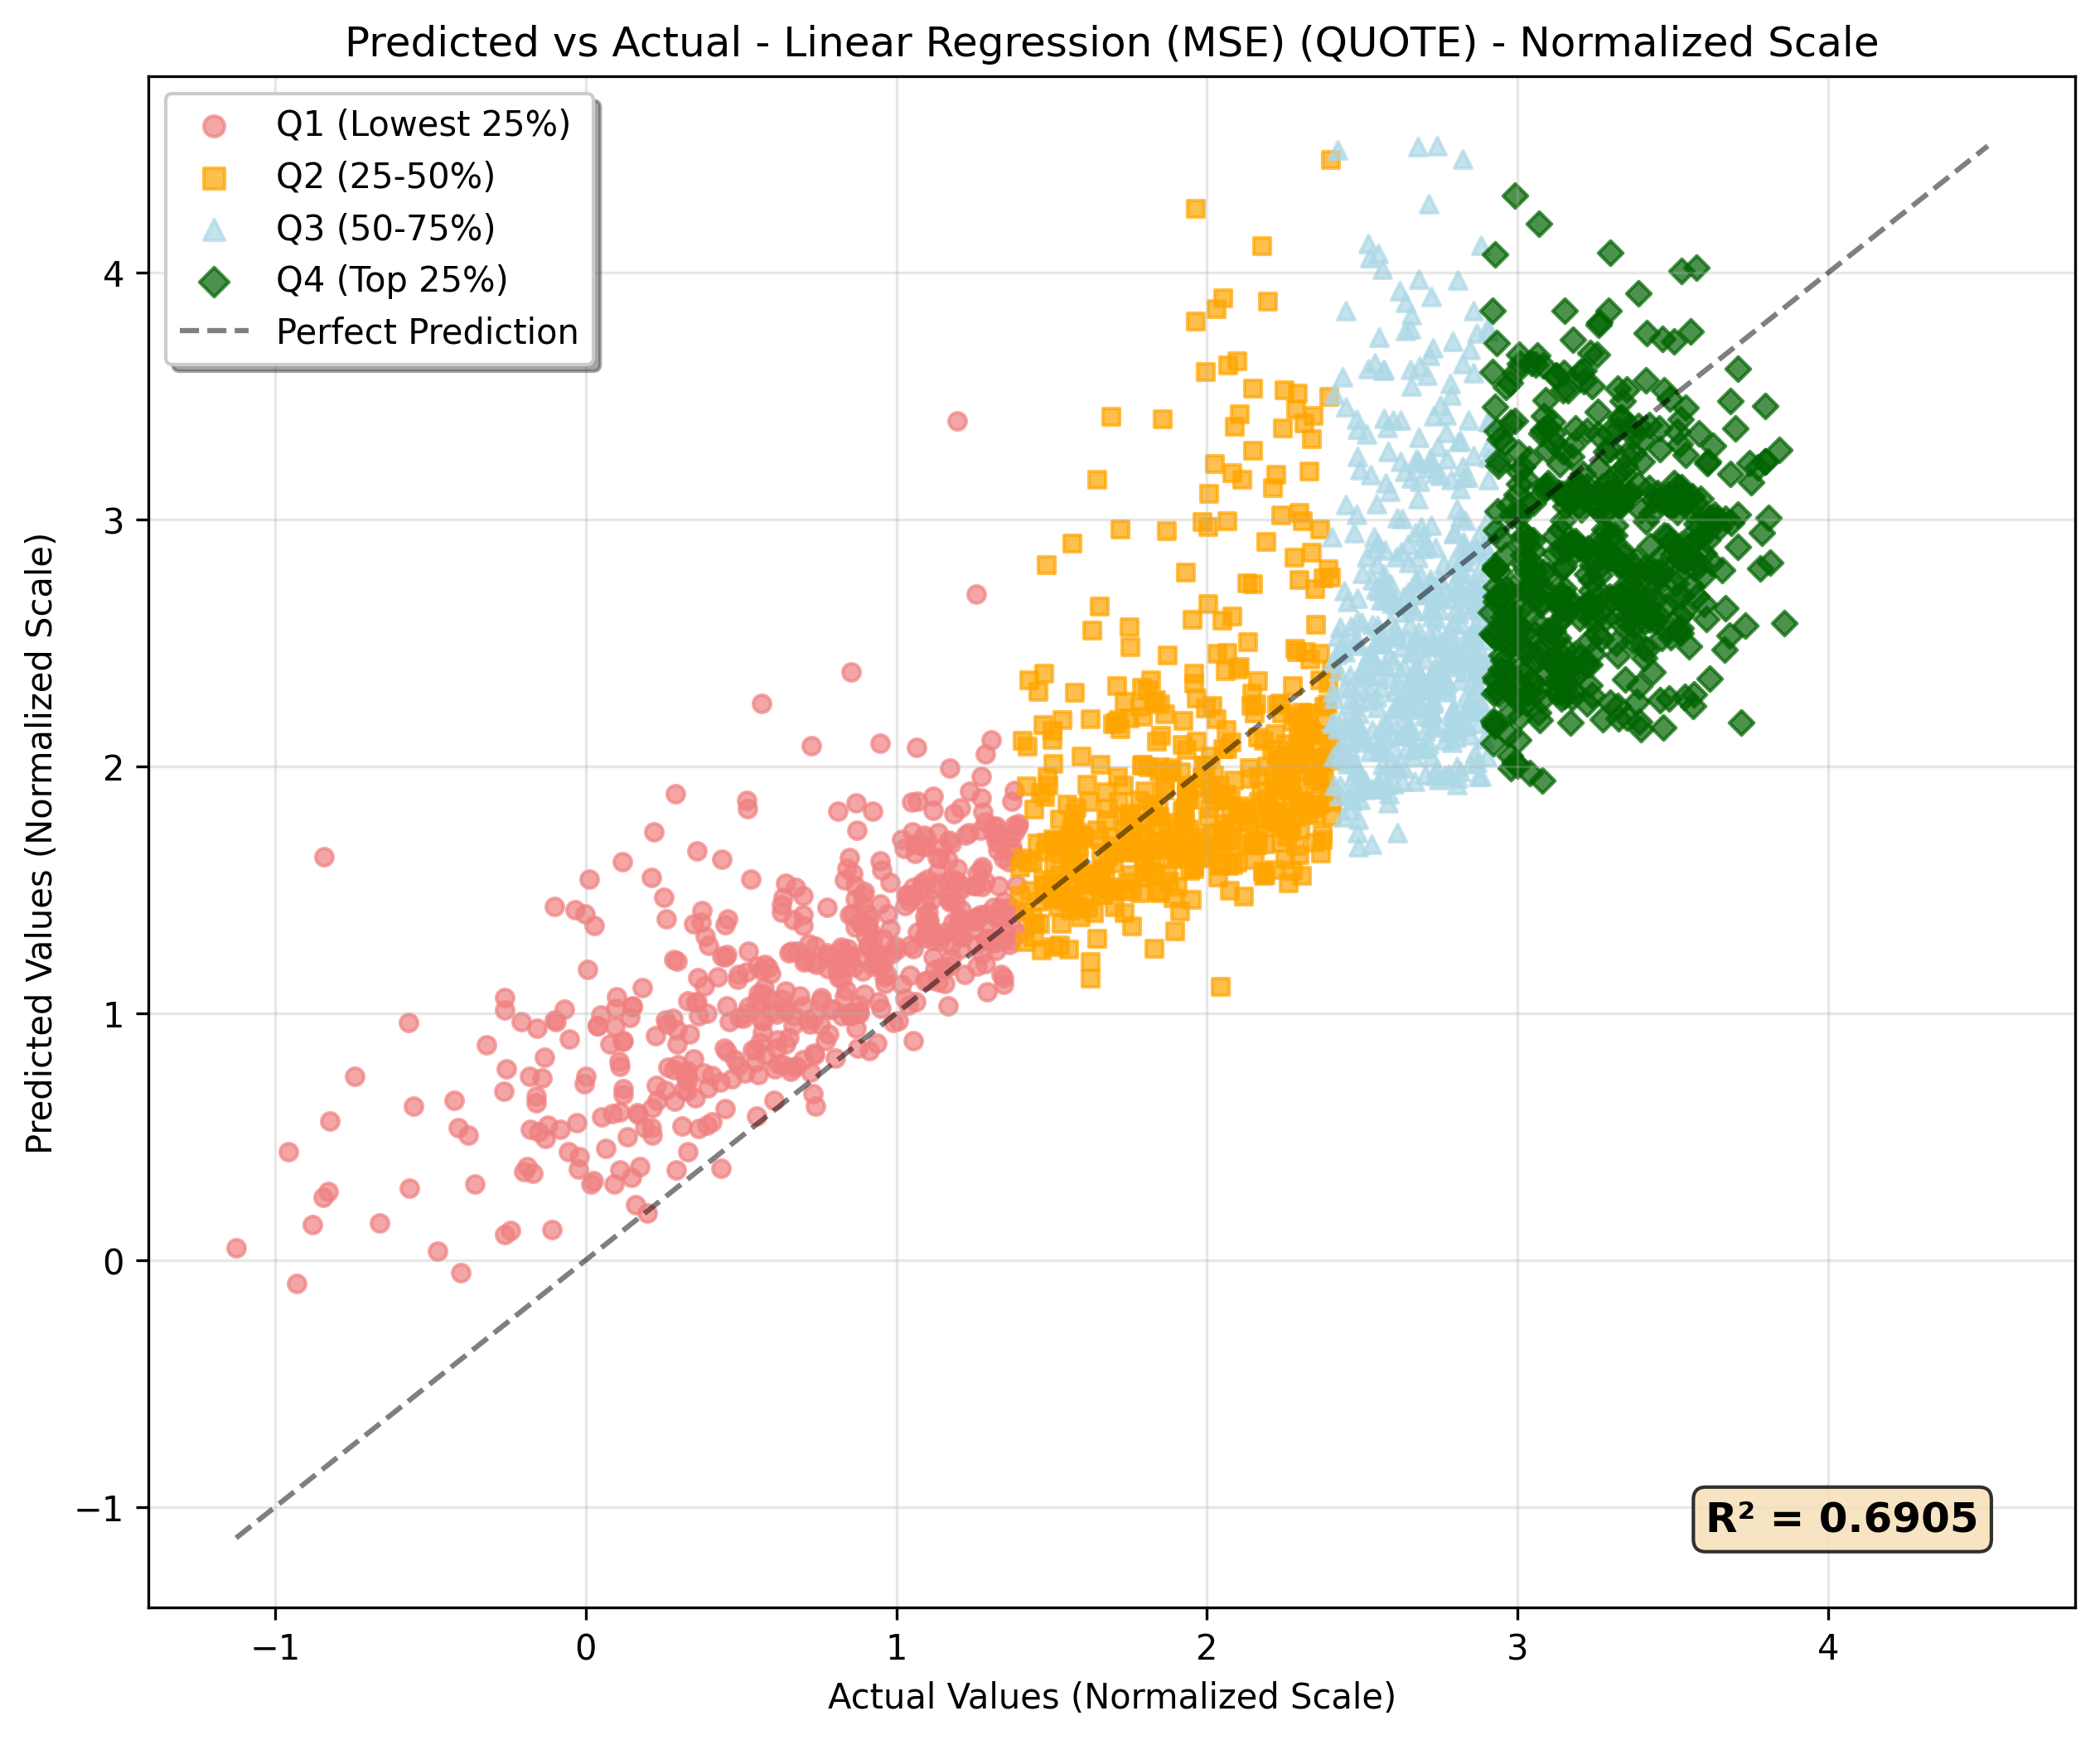 Predicted vs Actual - Linear Regression (MSE) (QUOTE) - Normalized Scale
Q1 (Lowest 25%)
Q2 (25-50%)
Q3 (50-75%)
Q4 (Top 25%)
Perfect Prediction
Predicted Values (Normalized Scale)
4
3
2
1
0
−1
R² = 0.6905
−1 0 1 2 3 4
Actual Values (Normalized Scale)